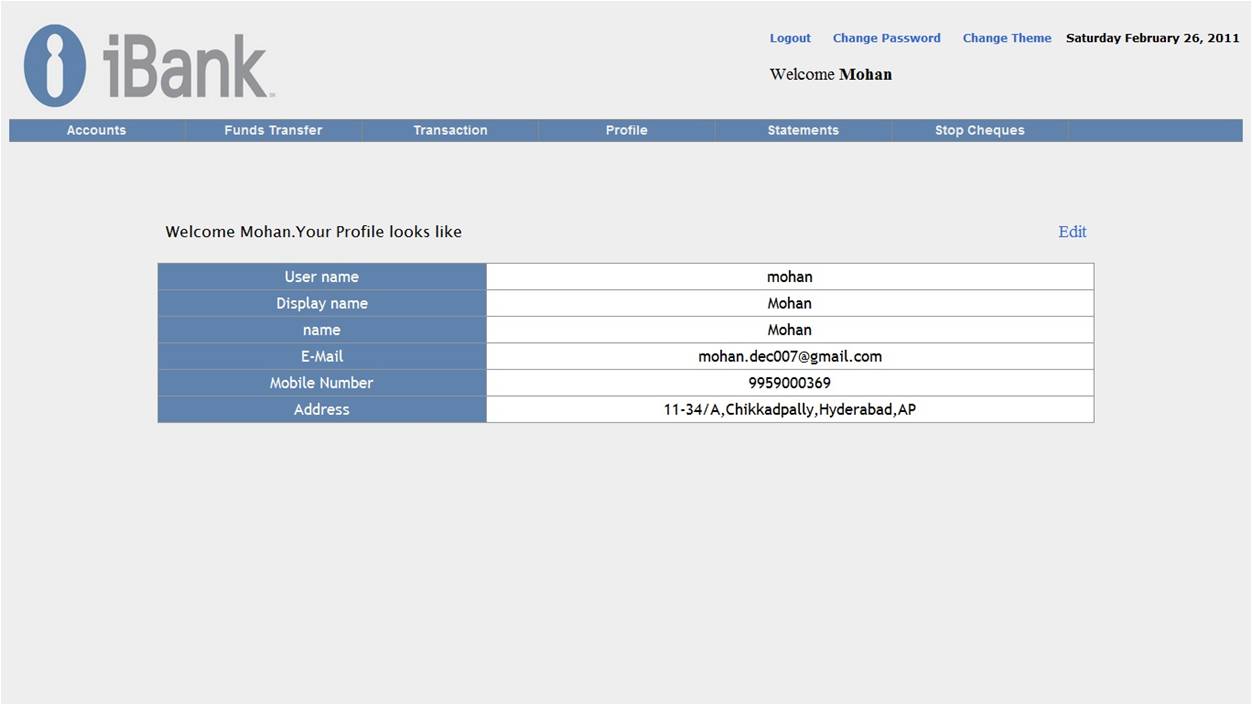 iBank
Logout Change Password Change Theme Saturday February 26, 2011
Welcome Mohan
Accounts Funds Transfer Transaction Profile Statements Stop Cheques
Welcome Mohan.Your Profile looks like Edit
User name mohan
Display name Mohan
name Mohan
E-Mail mohan.dec007@gmail.com
Mobile Number 9959000369
Address 11-34/A,Chikkadpally,Hyderabad,AP